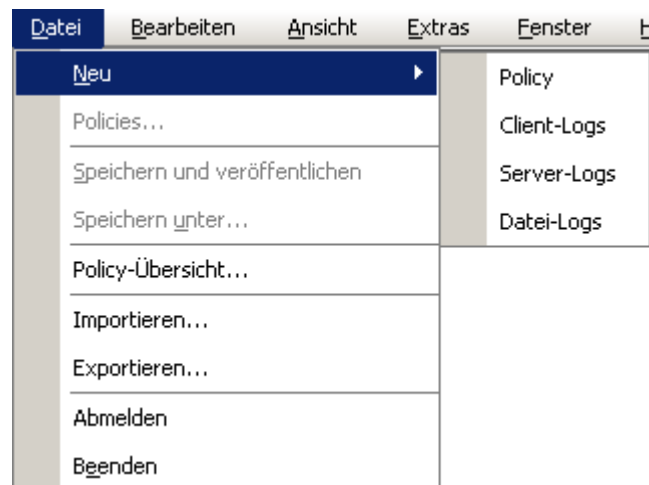 Datei Bearbeiten Ansicht Extras Fenster
Neu
Policies...
Speichern und veröffentlichen
Speichern unter...
Policy-Übersicht...
Importieren...
Exportieren...
Abmelden
Beenden
Policy
Client-Logs
Server-Logs
Datei-Logs